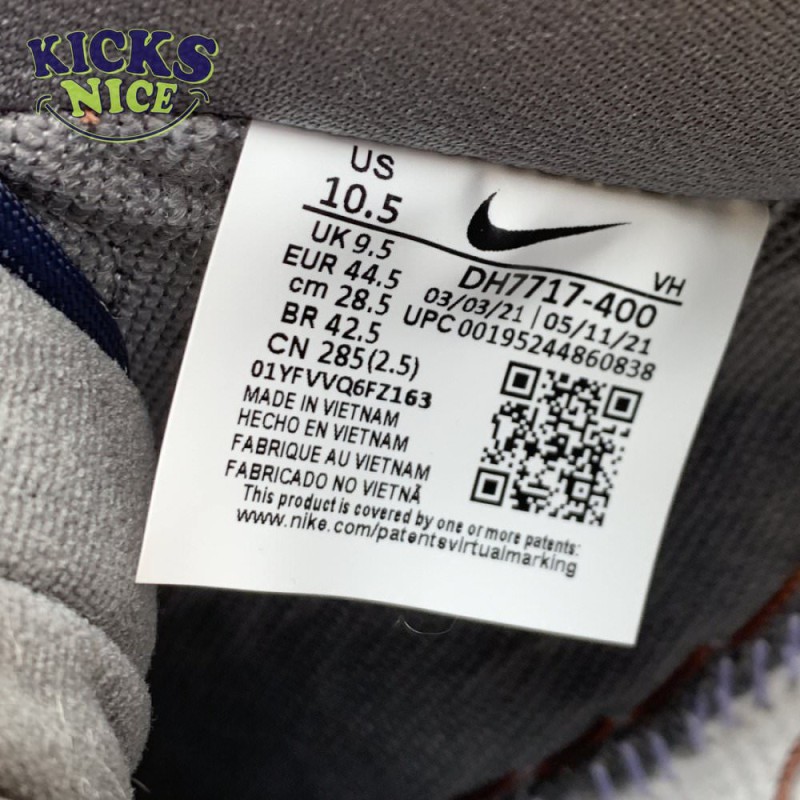 KICKS
NICE
US
10.5
UK 9.5
EUR 44.5
cm 28.5
BR 42.5
CN 285(2.5)
01YFVVQ6FZ163
VH
DH7717-400
03/03/21 | 05/11/21
UPC 00195244860838
MADE IN VIETNAM
HECHO EN VIETNAM
FABRIQUE AU VIETNAM
FABRICADO NO VIETNÃ
This product is covered by one or more patents:
www.nike.com/patentsvirtualmarking